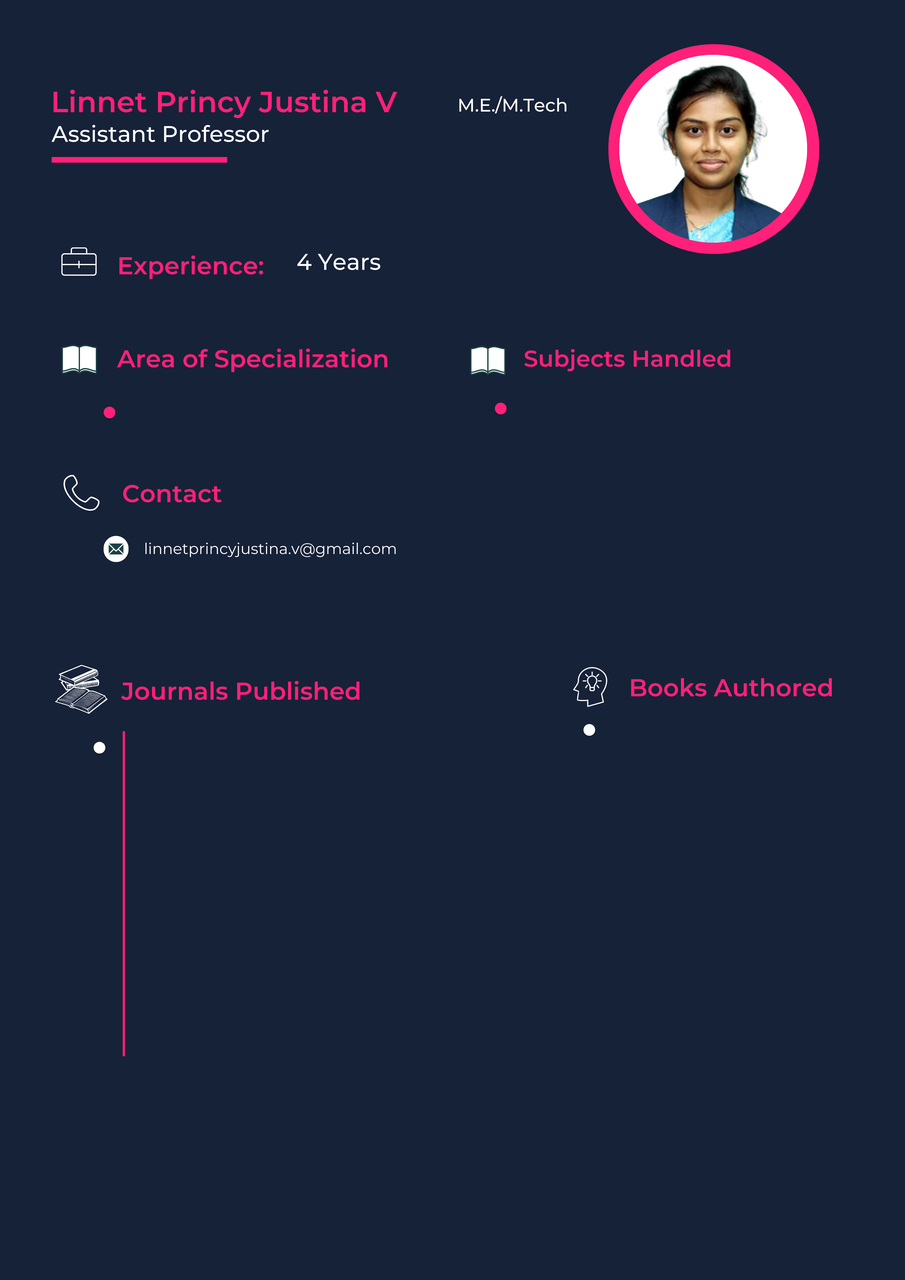 Linnet Princy Justina V
M.E./M.Tech
Assistant Professor
Experience:
4 Years
Area of Specialization
Subjects Handled
Contact
linnetprincyjustina.v@gmail.com
Journals Published
Books Authored